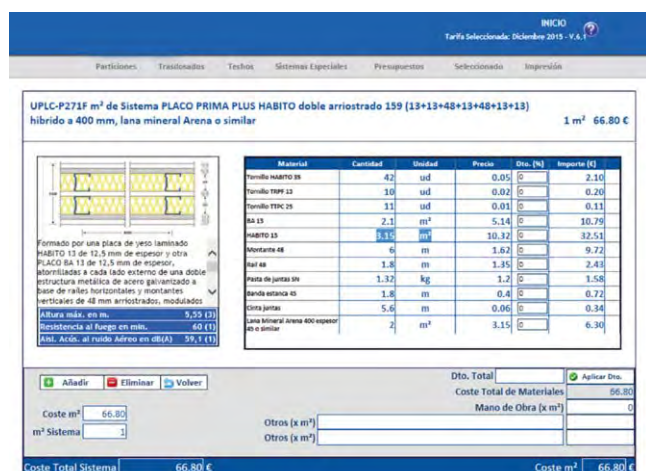 INICIO
Tarifa Seleccionada: Diciembre 2015 - V.6.1
Particiones Trasdosados Techos Sistemas Especiales Presupuestos Seleccionado Impresión
UPLC-P271F m² de Sistema PLACO PRIMA PLUS HABITO doble arriostrado 159 (13+13+48+13+48+13+13)
hibrido a 400 mm, lana mineral Arena o similar 1 m² 66.80 €
Material Cantidad Unidad Precio Dto. (%) Importe (€)
Tornillo HABITO 35 42 ud 0.05 0 2.10
Tornillo TRPF 13 10 ud 0.02 0 0.20
Tornillo TTPC 25 11 ud 0.01 0 0.11
BA 13 2.1 m² 5.14 0 10.79
HABITO 13 3.15 m² 10.32 0 32.51
Montante 48 6 m 1.62 0 9.72
Rail 48 1.8 m 1.35 0 2.43
Pasta de juntas SN 1.32 kg 1.2 0 1.58
Banda estanca 45 1.8 m 0.4 0 0.72
Cinta juntas 5.6 m 0.06 0 0.34
Lana Mineral Arena 400 espesor
45 o similar 2 m² 3.15 0 6.30
Formado por una placa de yeso laminado
HABITO 13 de 12,5 mm de espesor y otra
PLACO BA 13 de 12,5 mm de espesor,
atornilladas a cada lado externo de una doble
estructura metálica de acero galvanizado a
base de raíles horizontales y montantes
verticales de 48 mm arriostrados, modulados
Altura máx. en m. 5,55 (3)
Resistencia al fuego en min. 60 (1)
Aisl. Acús. al ruido Aéreo en dB(A) 59,1 (1)
Añadir Eliminar Volver
Dto. Total Aplicar Dto.
Coste Total de Materiales 66.80
Mano de Obra (x m²) 0
Coste m² 66.80
m² Sistema 1
Otros (x m²)
Otros (x m²)
Coste Total Sistema 66.80 € Coste m² 66.80 €